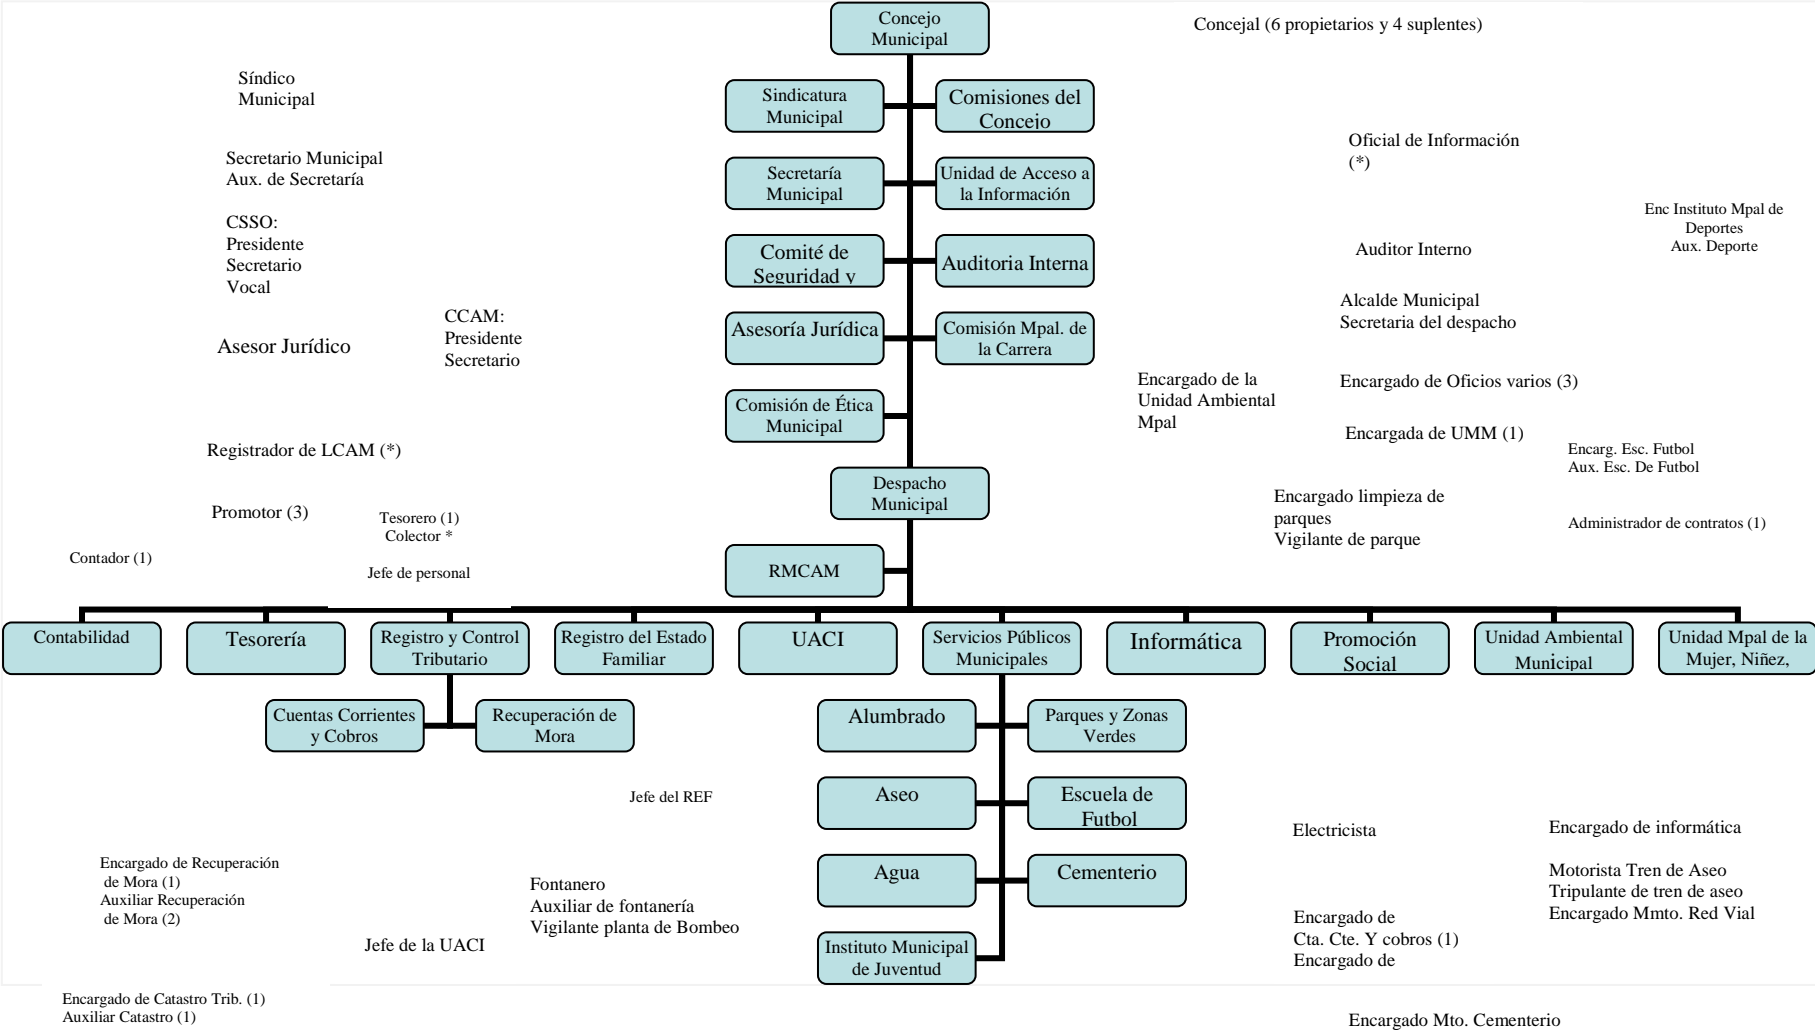 Concejo
Municipal
Concejal (6 propietarios y 4 suplentes)
Síndico
Municipal
Sindicatura
Municipal
Comisiones del
Concejo
Oficial de Información
(*)
Secretario Municipal
Aux. de Secretaría
Secretaría
Municipal
Unidad de Acceso a
la Información
Enc Instituto Mpal de
Deportes
Aux. Deporte
CSSO:
Presidente
Secretario
Vocal
Comité de
Seguridad y
Auditoria Interna
Auditor Interno
Alcalde Municipal
Secretaria del despacho
CCAM:
Presidente
Secretario
Asesor Jurídico
Asesoría Jurídica
Comisión Mpal. de
la Carrera
Encargado de la
Unidad Ambiental
Mpal
Encargado de Oficios varios (3)
Comisión de Ética
Municipal
Encargada de UMM (1)
Registrador de LCAM (*)
Encarg. Esc. Futbol
Aux. Esc. De Futbol
Despacho
Municipal
Encargado limpieza de
parques
Vigilante de parque
Promotor (3)
Tesorero (1)
Colector *
Administrador de contratos (1)
Contador (1)
Jefe de personal
RMCAM
Contabilidad
Tesorería
Registro y Control
Tributario
Registro del Estado
Familiar
UACI
Servicios Públicos
Municipales
Informática
Promoción
Social
Unidad Ambiental
Municipal
Unidad Mpal de la
Mujer, Niñez,
Cuentas Corrientes
y Cobros
Recuperación de
Mora
Alumbrado
Parques y Zonas
Verdes
Jefe del REF
Aseo
Escuela de
Futbol
Electricista
Encargado de informática
Encargado de Recuperación
de Mora (1)
Auxiliar Recuperación
de Mora (2)
Fontanero
Auxiliar de fontanería
Vigilante planta de Bombeo
Agua
Cementerio
Motorista Tren de Aseo
Tripulante de tren de aseo
Encargado Mmto. Red Vial
Jefe de la UACI
Instituto Municipal
de Juventud
Encargado de
Cta. Cte. Y cobros (1)
Encargado de
Encargado de Catastro Trib. (1)
Auxiliar Catastro (1)
Encargado Mto. Cementerio